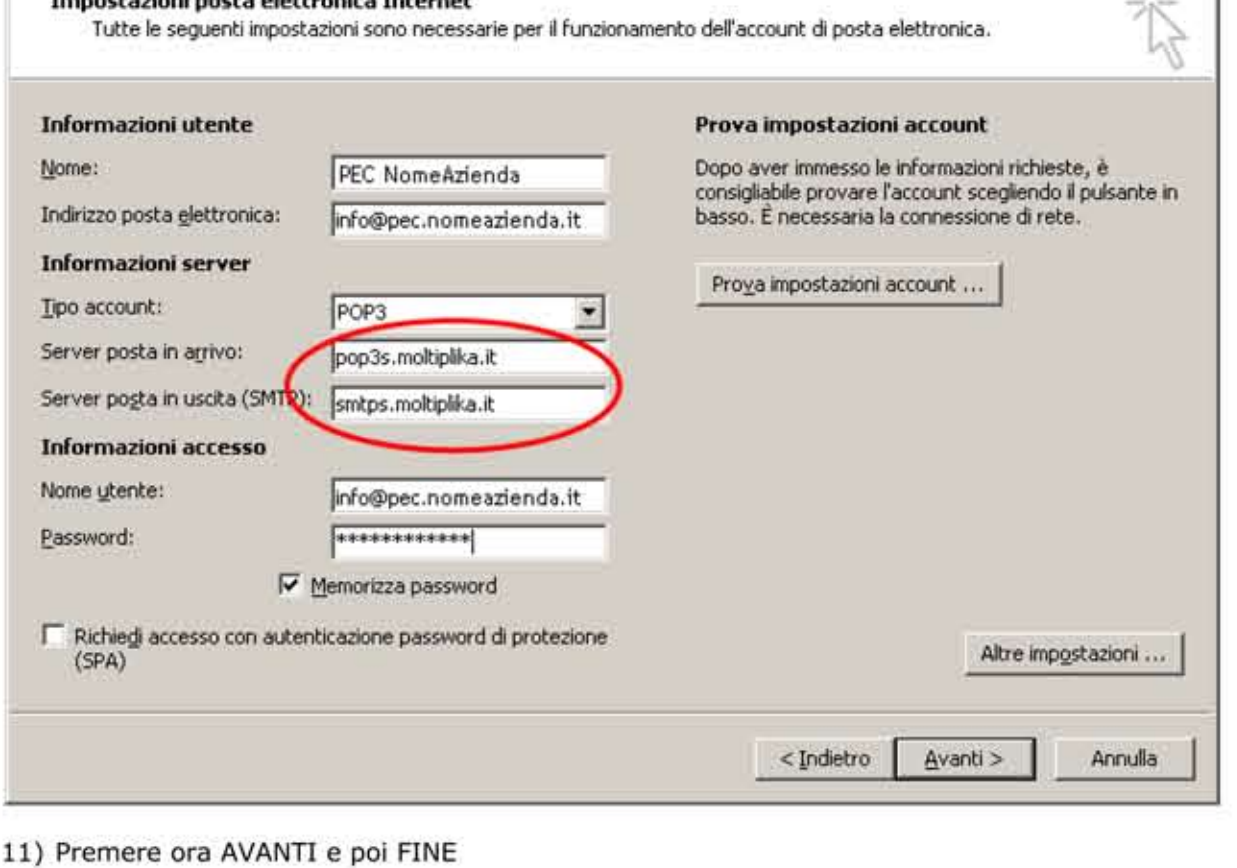 Impostazioni posta elettronica Internet
Tutte le seguenti impostazioni sono necessarie per il funzionamento dell'account di posta elettronica.
Informazioni utente
Nome: PEC NomeAzienda
Indirizzo posta elettronica: info@pec.nomeazienda.it
Informazioni server
Tipo account: POP3
Server posta in arrivo: pop3s.moltiplika.it
Server posta in uscita (SMTP): smtps.moltiplika.it
Informazioni accesso
Nome utente: info@pec.nomeazienda.it
Password: ************
Memorizza password
Richiedi accesso con autenticazione password di protezione
(SPA)
Prova impostazioni account
Dopo aver immesso le informazioni richieste, è
consigliabile provare l'account scegliendo il pulsante in
basso. È necessaria la connessione di rete.
Prova impostazioni account ...
Altre impostazioni ...
< Indietro
Avanti >
Annulla
11) Premere ora AVANTI e poi FINE